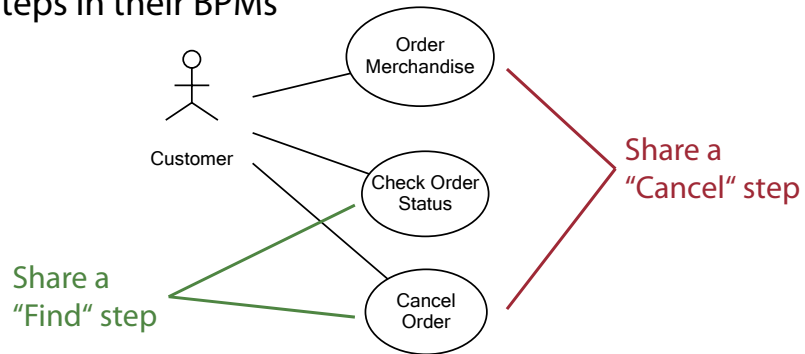 steps in their BPMs
Order
Merchandise
Customer
Share a
“Cancel“ step
Check Order
Status
Share a
“Find“ step
Cancel
Order